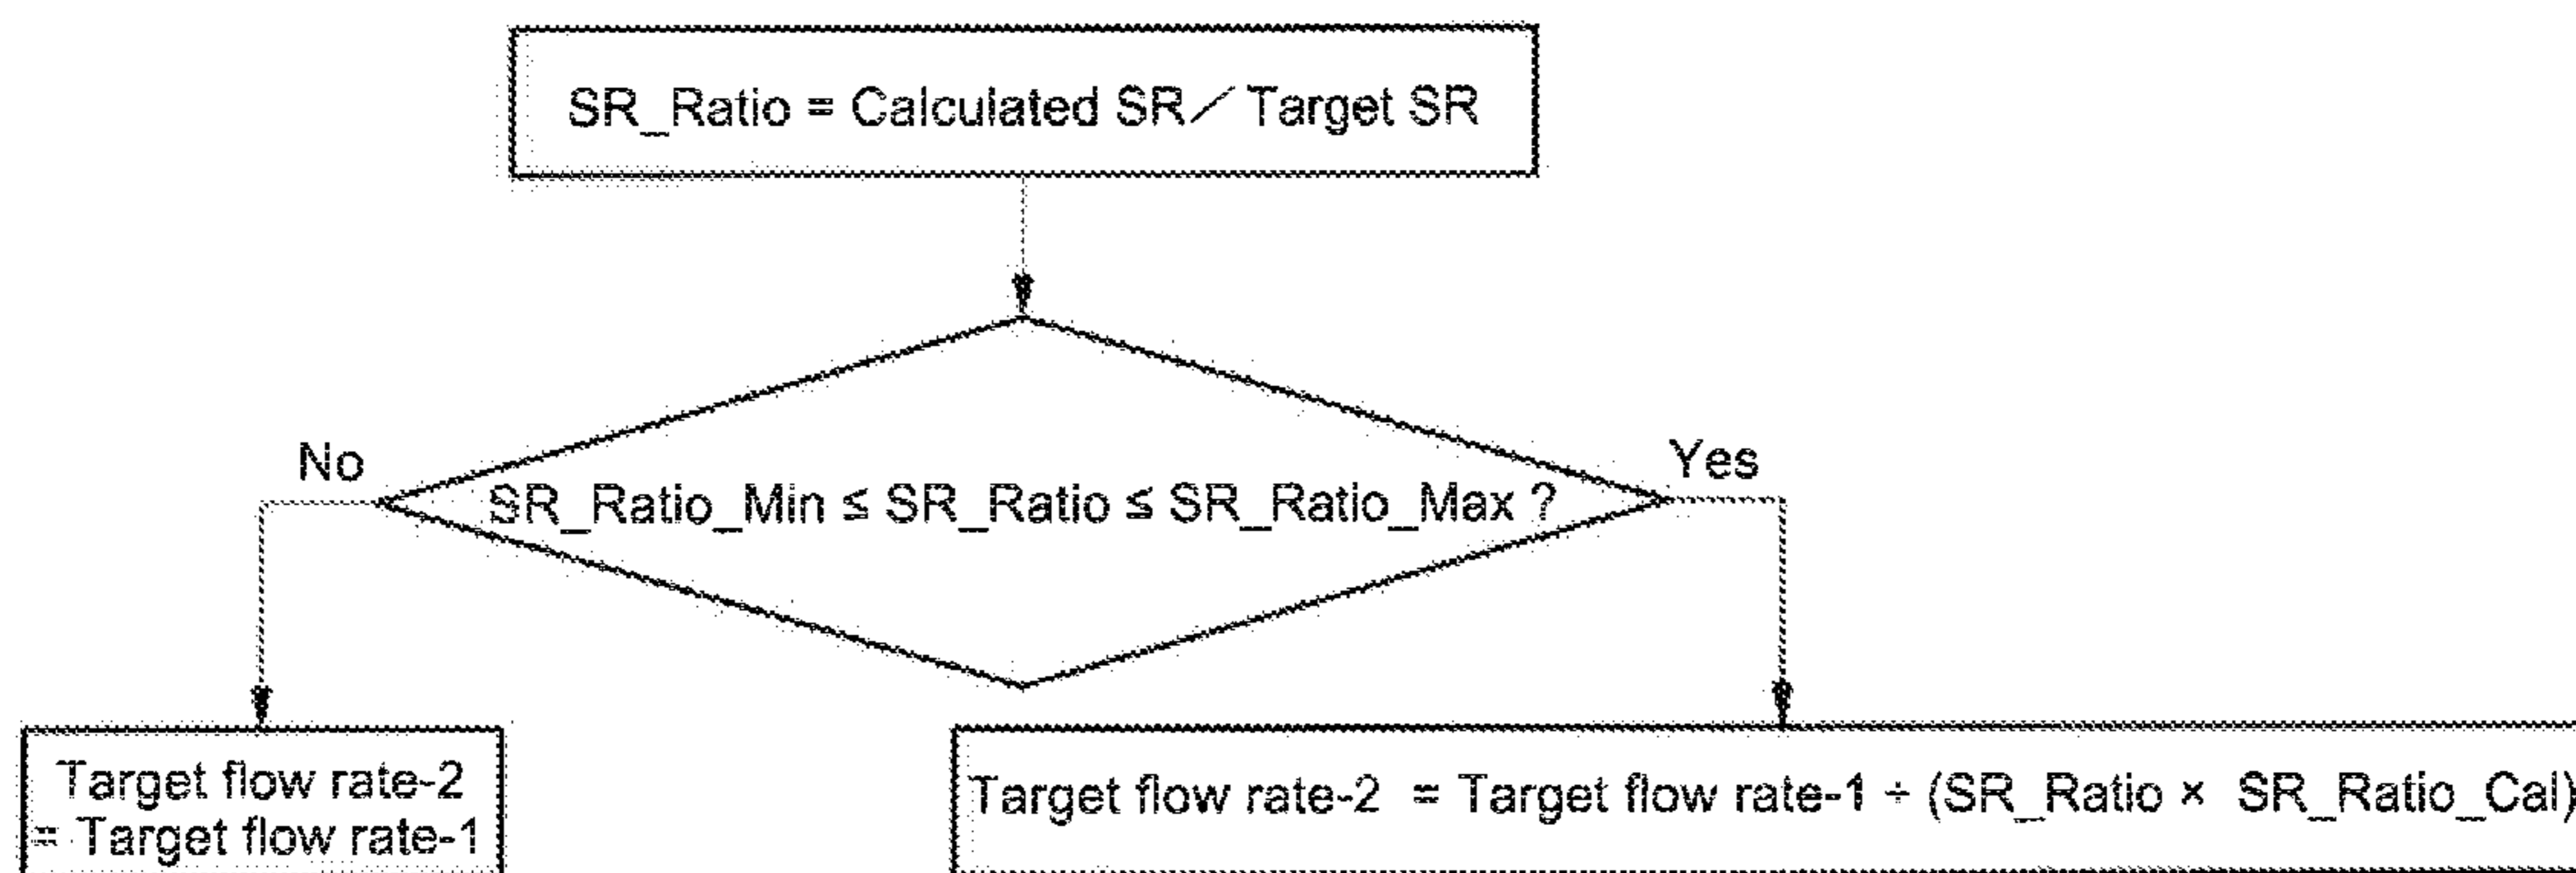 SR_Ratio = Calculated SR／Target SR
No
Yes
SR_Ratio_Min ≦ SR_Ratio ≦ SR_Ratio_Max ?
Target flow rate-2
= Target flow rate-1
Target flow rate-2 = Target flow rate-1 ÷ (SR_Ratio × SR_Ratio_Cal)